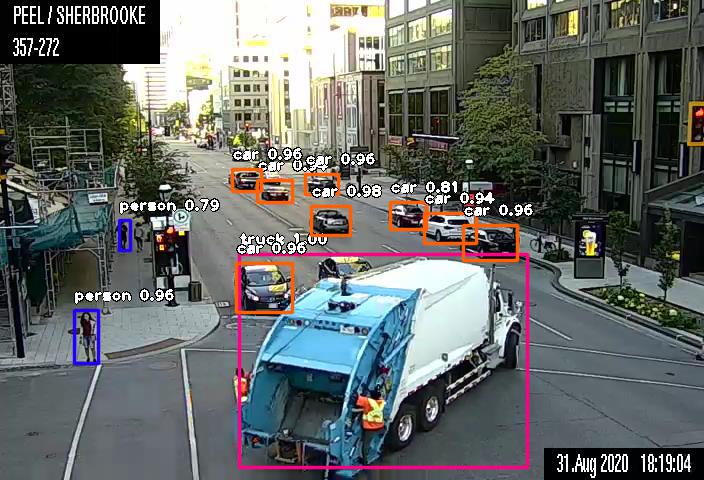 PEEL / SHERBROOKE
357-272
car 0.96
car 0.96
car 0.98
car 0.81
car 0.94
car 0.96
person 0.79
truck 1.00
car 0.96
person 0.96
31.Aug 2020 18:19:04